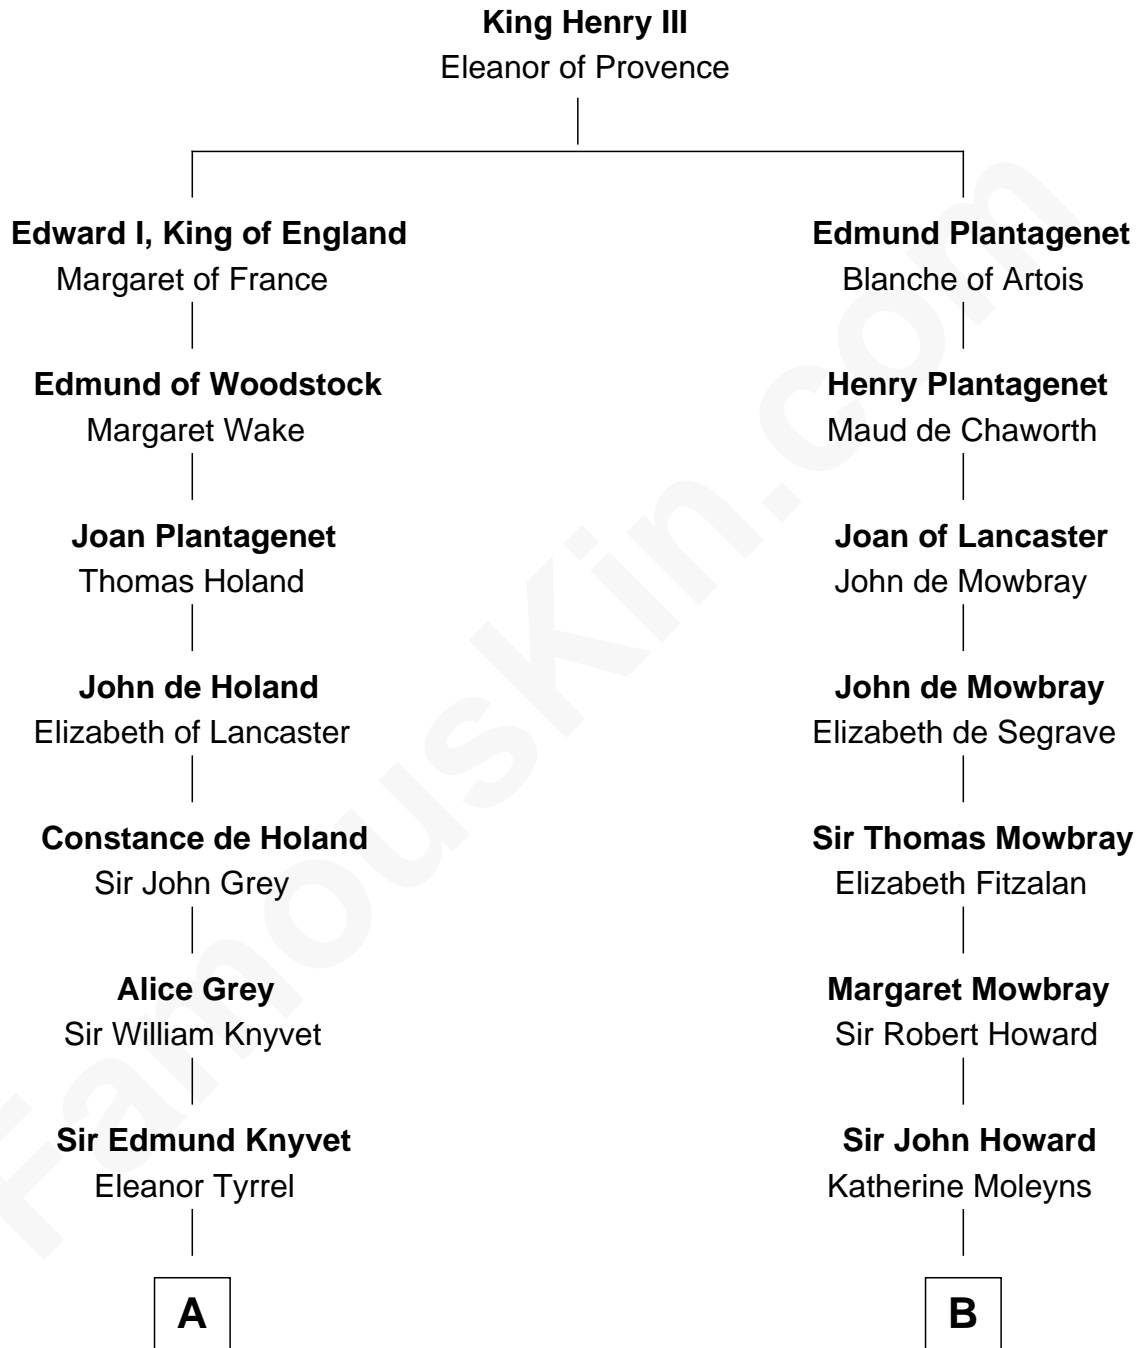 King Henry III
Eleanor of Provence
Edward I, King of England
Margaret of France
Edmund Plantagenet
Blanche of Artois
Edmund of Woodstock
Margaret Wake
Henry Plantagenet
Maud de Chaworth
Joan Plantagenet
Thomas Holand
Joan of Lancaster
John de Mowbray
John de Holand
Elizabeth of Lancaster
John de Mowbray
Elizabeth de Segrave
Constance de Holand
Sir John Grey
Sir Thomas Mowbray
Elizabeth Fitzalan
Alice Grey
Sir William Knyvet
Margaret Mowbray
Sir Robert Howard
Sir Edmund Knyvet
Eleanor Tyrrel
Sir John Howard
Katherine Moleyns
A
B
FamousKin.com